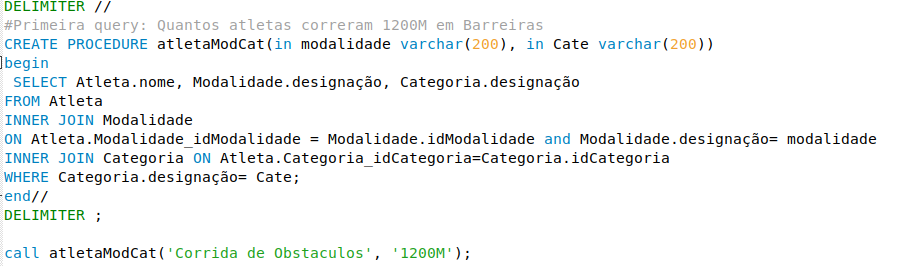 DELIMITER //
#Primeira query: Quantos atletas correram 1200M em Barreiras
CREATE PROCEDURE atletaModCat(in modalidade varchar(200), in Cate varchar(200))
begin
SELECT Atleta.nome, Modalidade.designação, Categoria.designação
FROM Atleta
INNER JOIN Modalidade
ON Atleta.Modalidade_idModalidade = Modalidade.idModalidade and Modalidade.designação= modalidade
INNER JOIN Categoria ON Atleta.Categoria_idCategoria=Categoria.idCategoria
WHERE Categoria.designação= Cate;
end//
DELIMITER ;
call atletaModCat('Corrida de Obstaculos', '1200M');